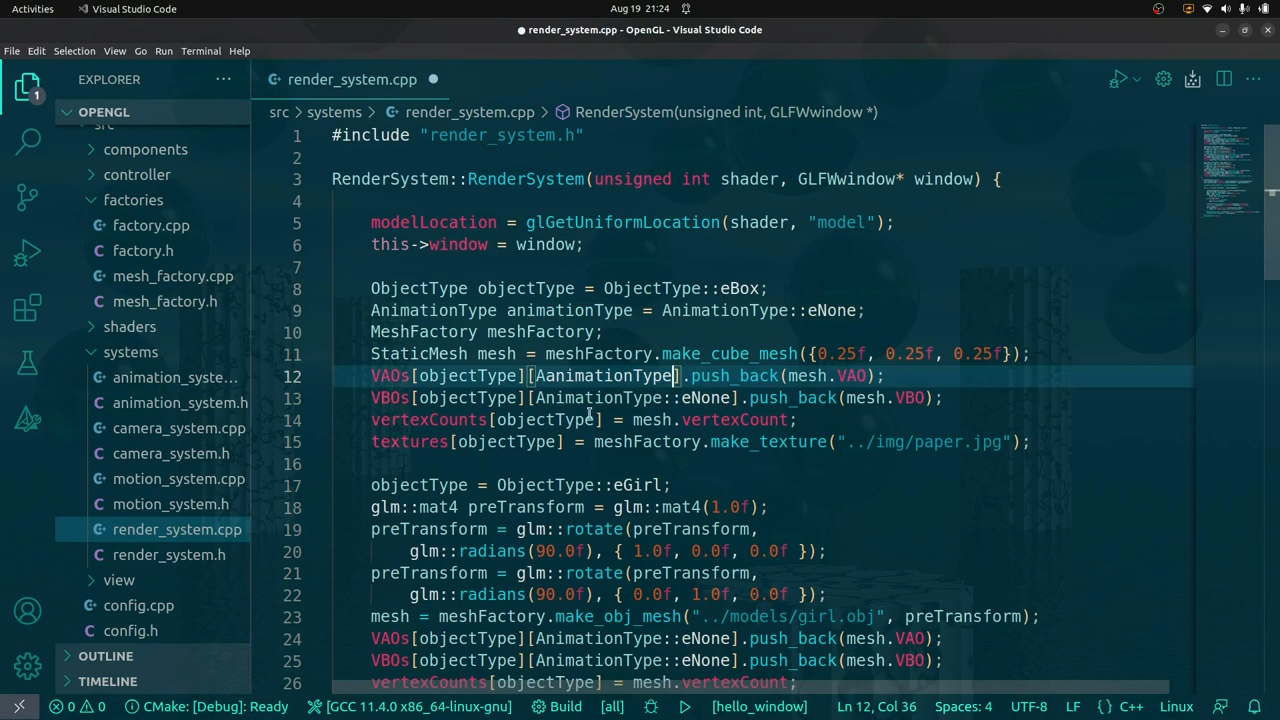 Activities Visual Studio Code Aug 19 21:24
render_system.cpp - OpenGL - Visual Studio Code
File Edit Selection View Go Run Terminal Help
EXPLORER
OPENGL
src
components
controller
factories
factory.cpp
factory.h
mesh_factory.cpp
mesh_factory.h
shaders
systems
animation_syste...
animation_system.h
camera_system.cpp
camera_system.h
motion_system.cpp
motion_system.h
render_system.cpp
render_system.h
view
config.cpp
config.h
OUTLINE
TIMELINE
1
render_system.cpp
src > systems > render_system.cpp > RenderSystem(unsigned int, GLFWwindow *)
1 #include "render_system.h"
2
3 RenderSystem::RenderSystem(unsigned int shader, GLFWwindow* window) {
4
5 modelLocation = glGetUniformLocation(shader, "model");
6 this->window = window;
7
8 ObjectType objectType = ObjectType::eBox;
9 AnimationType animationType = AnimationType::eNone;
10 MeshFactory meshFactory;
11 StaticMesh mesh = meshFactory.make_cube_mesh({0.25f, 0.25f, 0.25f});
12 VAOs[objectType][AanimationType].push_back(mesh.VAO);
13 VBOs[objectType][AnimationType::eNone].push_back(mesh.VBO);
14 vertexCounts[objectType] = mesh.vertexCount;
15 textures[objectType] = meshFactory.make_texture("../img/paper.jpg");
16
17 objectType = ObjectType::eGirl;
18 glm::mat4 preTransform = glm::mat4(1.0f);
19 preTransform = glm::rotate(preTransform,
20 glm::radians(90.0f), { 1.0f, 0.0f, 0.0f });
21 preTransform = glm::rotate(preTransform,
22 glm::radians(90.0f), { 0.0f, 1.0f, 0.0f });
23 mesh = meshFactory.make_obj_mesh("../models/girl.obj", preTransform);
24 VAOs[objectType][AnimationType::eNone].push_back(mesh.VAO);
25 VBOs[objectType][AnimationType::eNone].push_back(mesh.VBO);
26 vertexCounts[objectType] = mesh.vertexCount;
0 0 CMake: [Debug]: Ready [GCC 11.4.0 x86_64-linux-gnu] Build [all] [hello_window] Ln 12, Col 36 Spaces: 4 UTF-8 LF {} C++ Linux